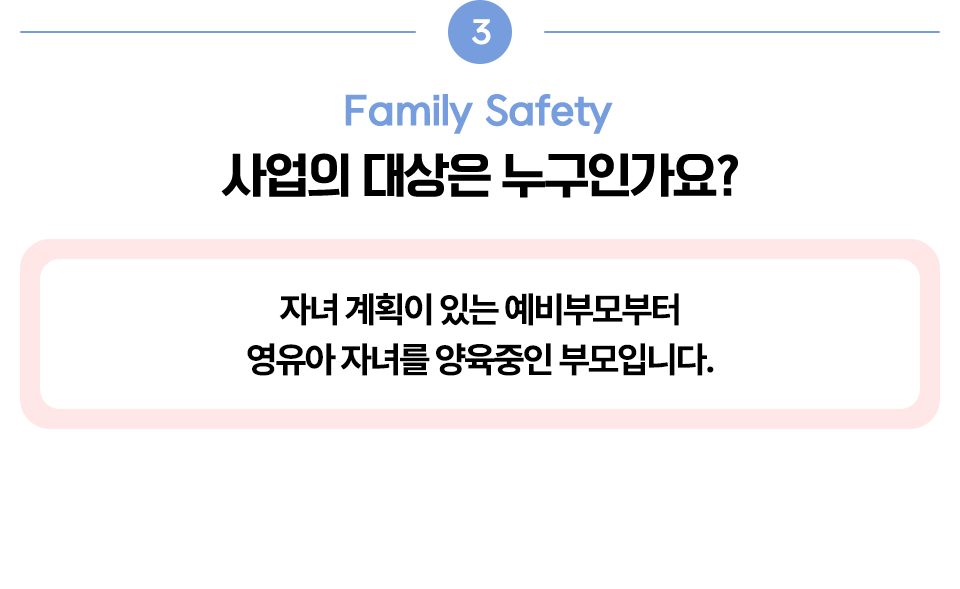 3
Family Safety
사업의 대상은 누구인가요?
자녀 계획이 있는 예비부모부터
영유아 자녀를 양육중인 부모입니다.